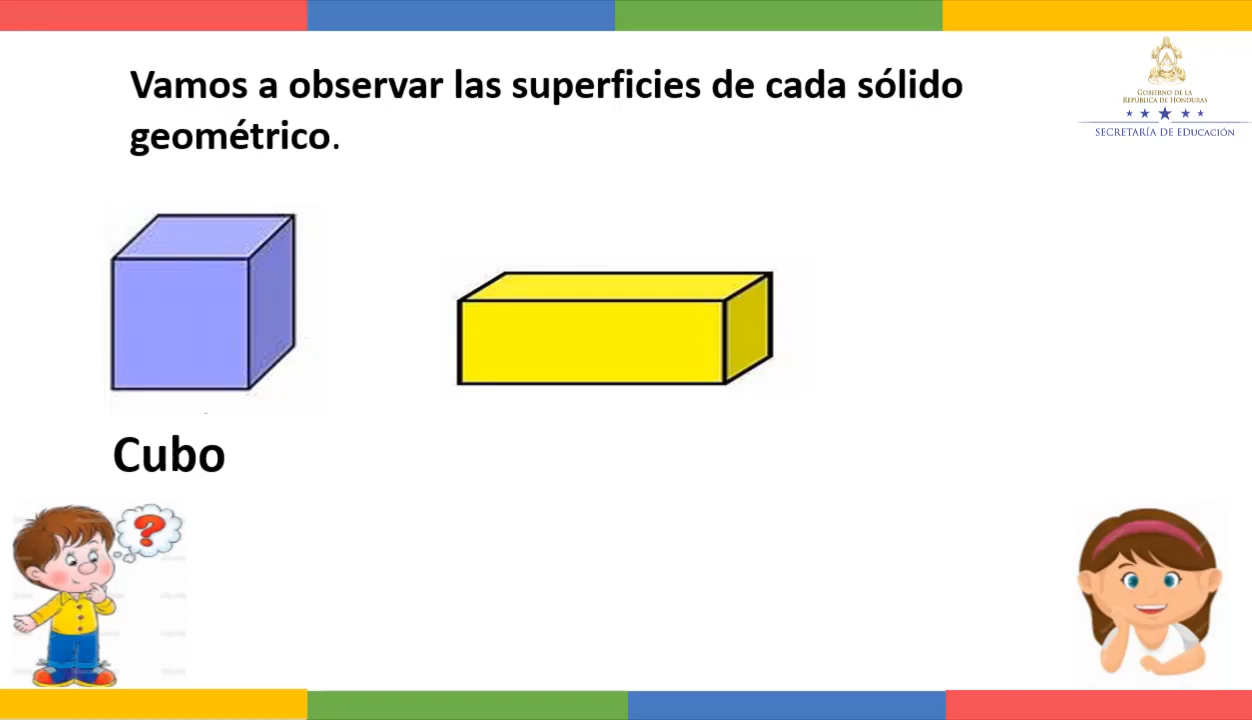 Vamos a observar las superficies de cada sólido
geométrico.
GOBIERNO DE LA
REPÚBLICA DE HONDURAS
SECRETARÍA DE EDUCACIÓN
Cubo
?